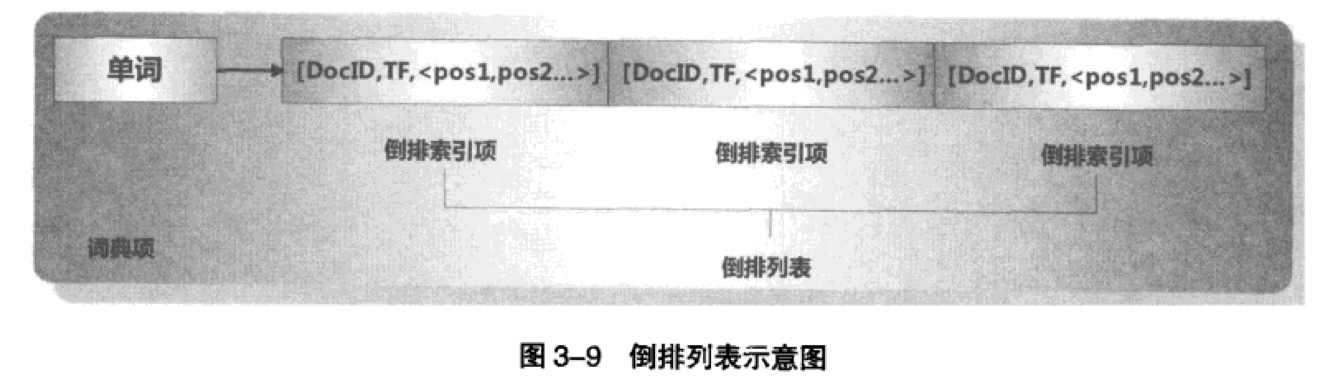 单词
[DocID,TF,<pos1,pos2...>] [DocID,TF,<pos1,pos2...>] [DocID,TF,<pos1,pos2...>]
倒排索引项 倒排索引项 倒排索引项
词典项
倒排列表
图 3-9 倒排列表示意图